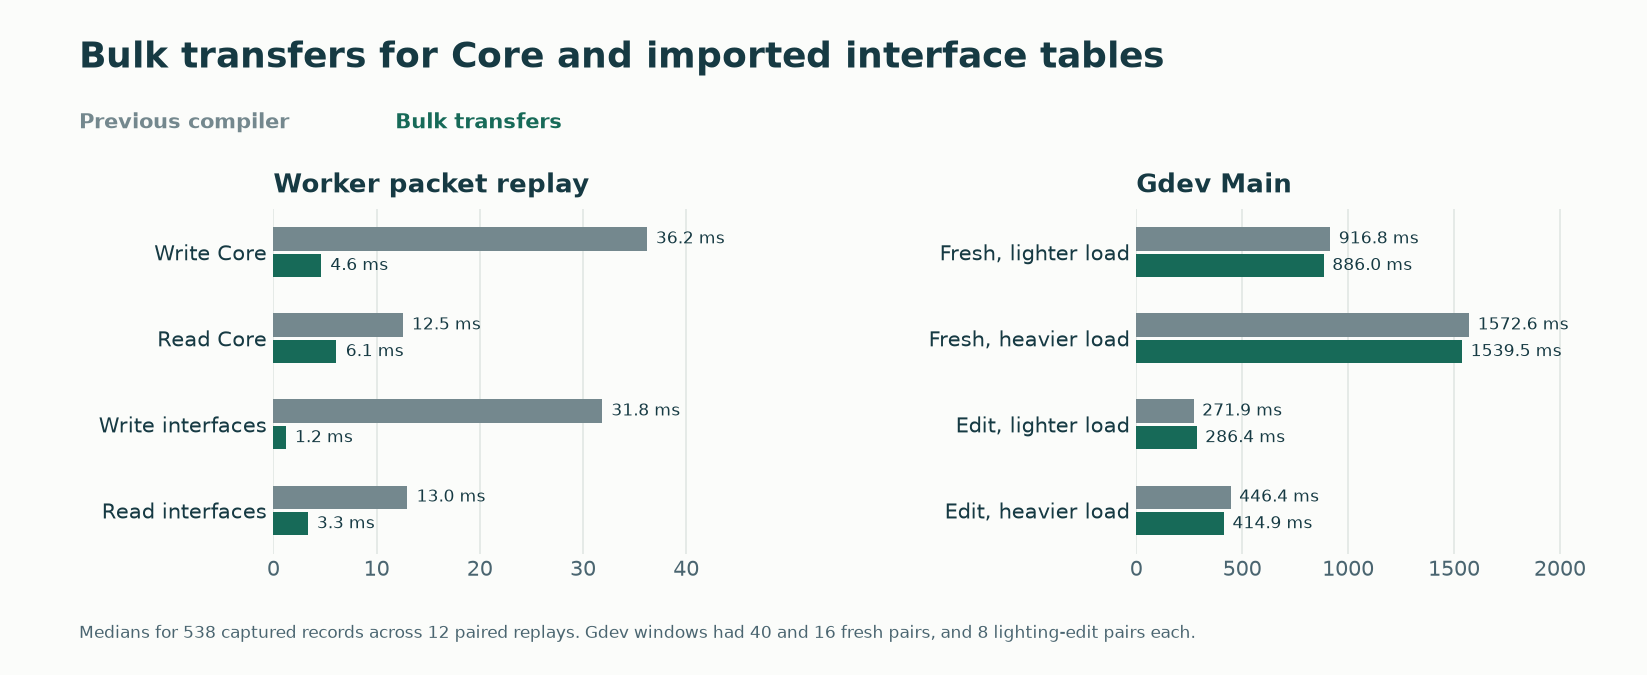 Bulk transfers for Core and imported interface tables
Previous compiler
Bulk transfers
Worker packet replay
Write Core
36.2 ms
4.6 ms
Read Core
12.5 ms
6.1 ms
Write interfaces
31.8 ms
1.2 ms
Read interfaces
13.0 ms
3.3 ms
0 10 20 30 40
Gdev Main
Fresh, lighter load
916.8 ms
886.0 ms
Fresh, heavier load
1572.6 ms
1539.5 ms
Edit, lighter load
271.9 ms
286.4 ms
Edit, heavier load
446.4 ms
414.9 ms
0 500 1000 1500 2000
Medians for 538 captured records across 12 paired replays. Gdev windows had 40 and 16 fresh pairs, and 8 lighting-edit pairs each.